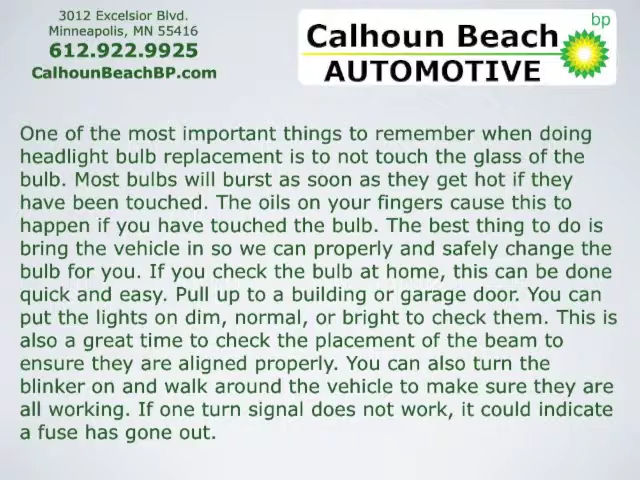 3012 Excelsior Blvd.
Minneapolis, MN 55416
612.922.9925
CalhounBeachBP.com
bp
Calhoun Beach
AUTOMOTIVE
One of the most important things to remember when doing
headlight bulb replacement is to not touch the glass of the
bulb. Most bulbs will burst as soon as they get hot if they
have been touched. The oils on your fingers cause this to
happen if you have touched the bulb. The best thing to do is
bring the vehicle in so we can properly and safely change the
bulb for you. If you check the bulb at home, this can be done
quick and easy. Pull up to a building or garage door. You can
put the lights on dim, normal, or bright to check them. This is
also a great time to check the placement of the beam to
ensure they are aligned properly. You can also turn the
blinker on and walk around the vehicle to make sure they are
all working. If one turn signal does not work, it could indicate
a fuse has gone out.